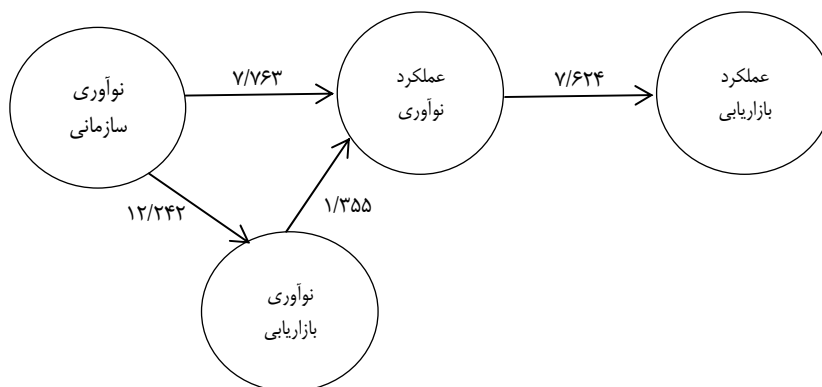 نوآوری
سازمانی
۷/۷۶۳
عملکرد
نوآوری
۷/۶۲۴
عملکرد
بازاریابی
۱۲/۲۴۲
۱/۳۵۵
نوآوری
بازاریابی